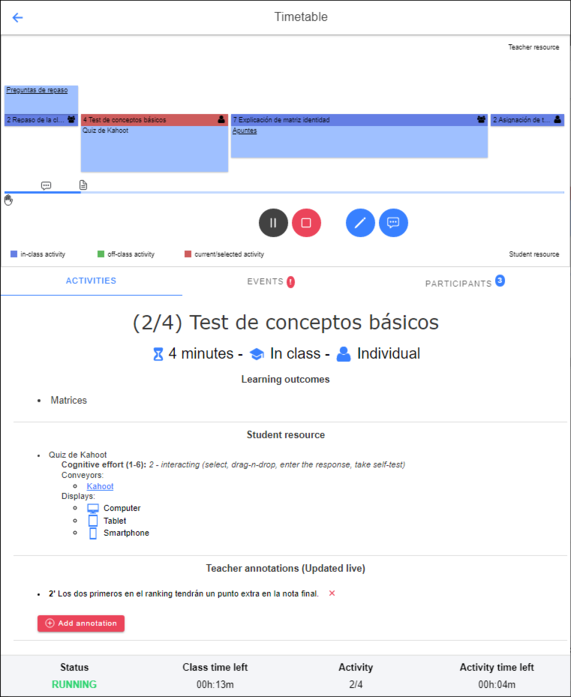 Timetable
Teacher resource
Preguntas de repaso
2 Repaso de la cl...
4 Test de conceptos básicos
7 Explicación de matriz identidad
2 Asignación de t...
Quiz de Kahoot
Apuntes
in-class activity
off-class activity
current/selected activity
Student resource
ACTIVITIES
EVENTS 1
PARTICIPANTS 3
(2/4) Test de conceptos básicos
4 minutes - In class - Individual
Learning outcomes
• Matrices
Student resource
• Quiz de Kahoot
Cognitive effort (1-6): 2 - interacting (select, drag-n-drop, enter the response, take self-test)
Conveyors:
Kahoot
Displays:
Computer
Tablet
Smartphone
Teacher annotations (Updated live)
• 2' Los dos primeros en el ranking tendrán un punto extra en la nota final. ×
Add annotation
Status
Class time left
Activity
Activity time left
RUNNING
00h:13m
2/4
00h:04m